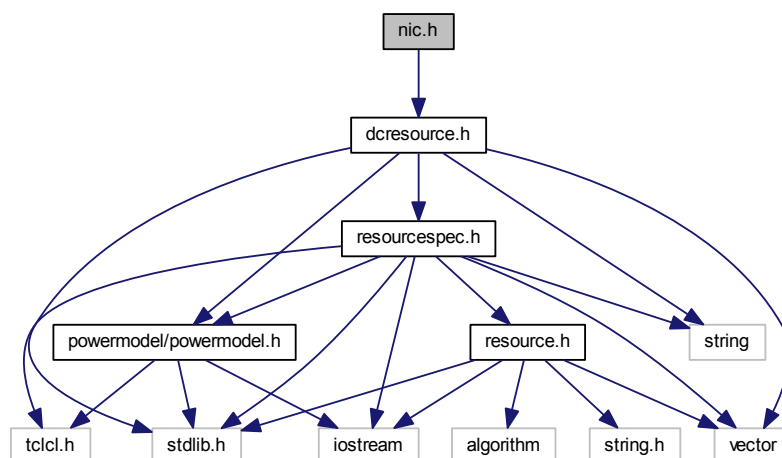 nic.h
dcresource.h
resourcespec.h
powermodel/powermodel.h
resource.h
string
tclcl.h
stdlib.h
iostream
algorithm
string.h
vector